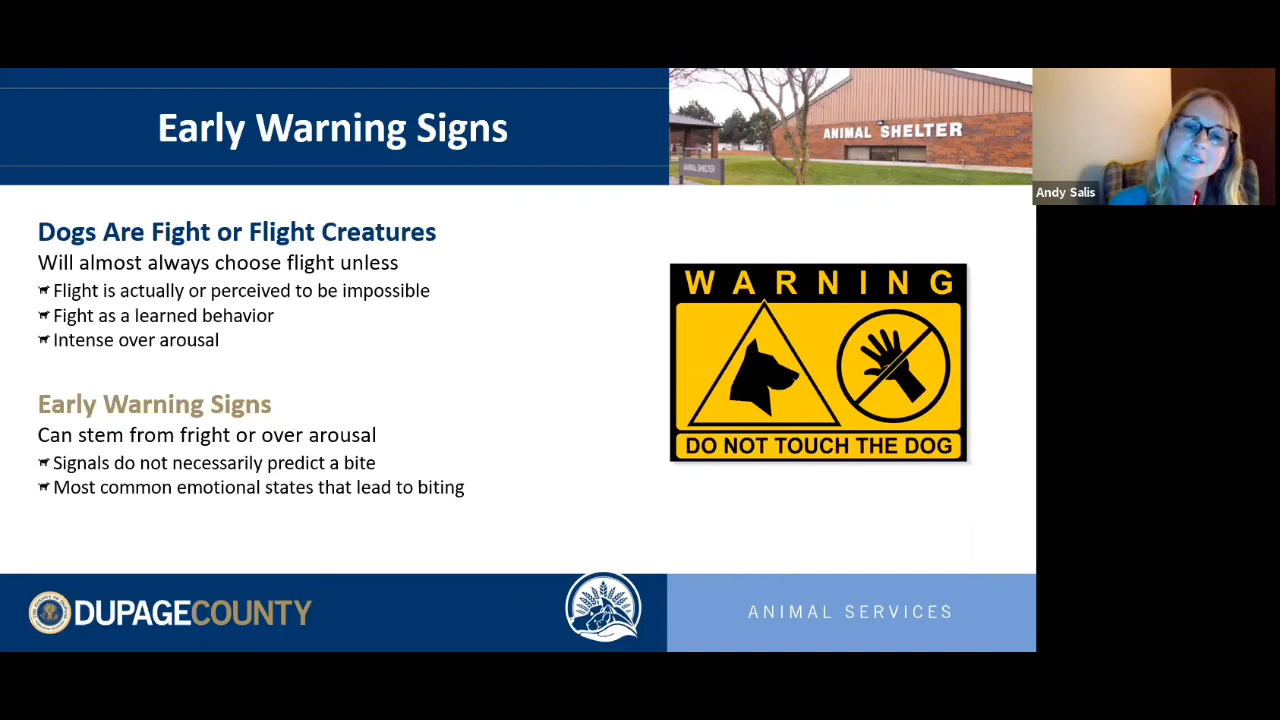 Early Warning Signs
ANIMAL SHELTER
ANIMAL SHELTER
Andy Salis
Dogs Are Fight or Flight Creatures
Will almost always choose flight unless
Flight is actually or perceived to be impossible
Fight as a learned behavior
Intense over arousal
Early Warning Signs
Can stem from fright or over arousal
Signals do not necessarily predict a bite
Most common emotional states that lead to biting
WARNING
DO NOT TOUCH THE DOG
DUPAGECOUNTY
ANIMAL SERVICES